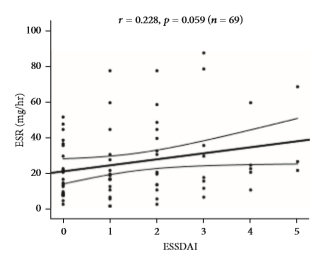 r = 0.228, p = 0.059 (n = 69)
100
80
60
40
20
0
ESR (mg/hr)
0 1 2 3 4 5
ESSDAI